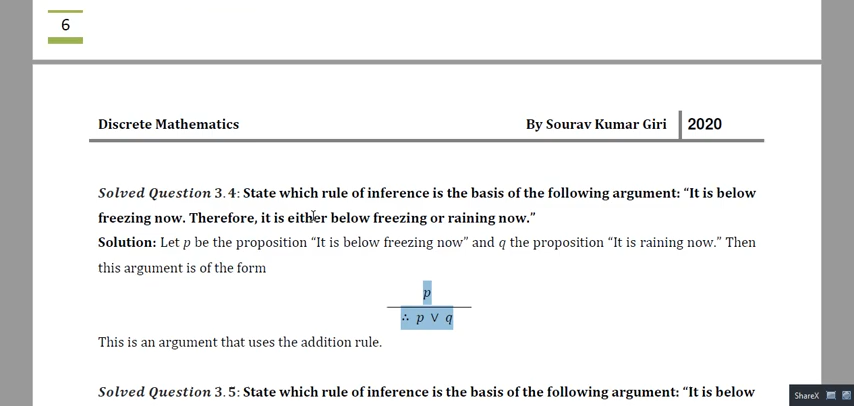 6
Discrete Mathematics By Sourav Kumar Giri 2020
Solved Question 3.4: State which rule of inference is the basis of the following argument: “It is below
freezing now. Therefore, it is either below freezing or raining now.”
Solution: Let p be the proposition “It is below freezing now” and q the proposition “It is raining now.” Then
this argument is of the form
p
∴ p ∨ q
This is an argument that uses the addition rule.
Solved Question 3.5: State which rule of inference is the basis of the following argument: “It is below
ShareX